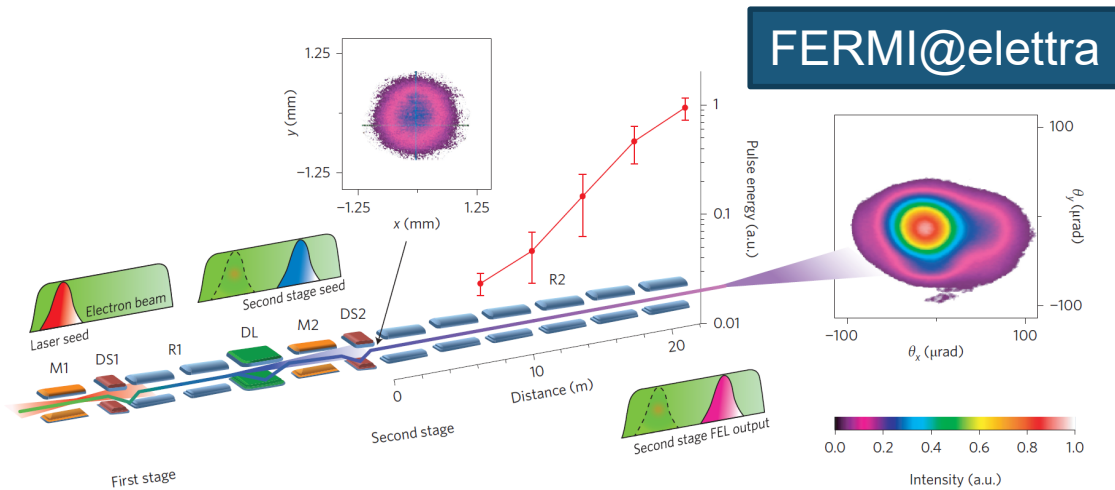 FERMI@elettra
1.25
y (mm)
−1.25
−1.25
1.25
x (mm)
1
Pulse energy (a.u.)
0.1
0.01
100
θy (μrad)
−100
−100
100
θx (μrad)
Electron beam
Laser seed
Second stage seed
M1
DS1
R1
DL
M2
DS2
R2
0
10
20
Distance (m)
First stage
Second stage
Second stage FEL output
0.0
0.2
0.4
0.6
0.8
1.0
Intensity (a.u.)